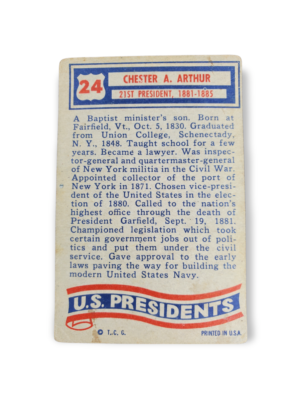 24
CHESTER A. ARTHUR
21ST PRESIDENT, 1881-1885
A Baptist minister's son. Born at
Fairfield, Vt., Oct. 5, 1830. Graduated
from Union College, Schenectady,
N. Y., 1848. Taught school for a few
years. Became a lawyer. Was inspec-
tor-general and quartermaster-general
of New York militia in the Civil War.
Appointed collector of the port of
New York in 1871. Chosen vice-presi-
dent of the United States in the elec-
tion of 1880. Called to the nation's
highest office through the death of
President Garfield, Sept. 19, 1881.
Championed legislation which took
certain government jobs out of poli-
tics and put them under the civil
service. Gave approval to the early
laws paving the way for building the
modern United States Navy.
U.S. PRESIDENTS
© T. C. G.
PRINTED IN U.S.A.